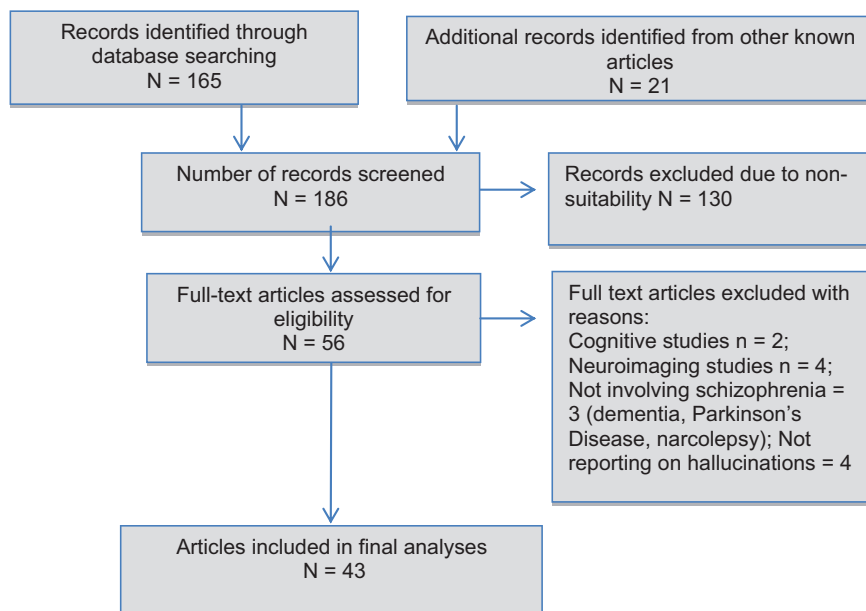 Records identified through
database searching
N = 165
Additional records identified from other known
articles
N = 21
Number of records screened
N = 186
Records excluded due to non-
suitability N = 130
Full-text articles assessed for
eligibility
N = 56
Full text articles excluded with
reasons:
Cognitive studies n = 2;
Neuroimaging studies n = 4;
Not involving schizophrenia =
3 (dementia, Parkinson’s
Disease, narcolepsy); Not
reporting on hallucinations = 4
Articles included in final analyses
N = 43